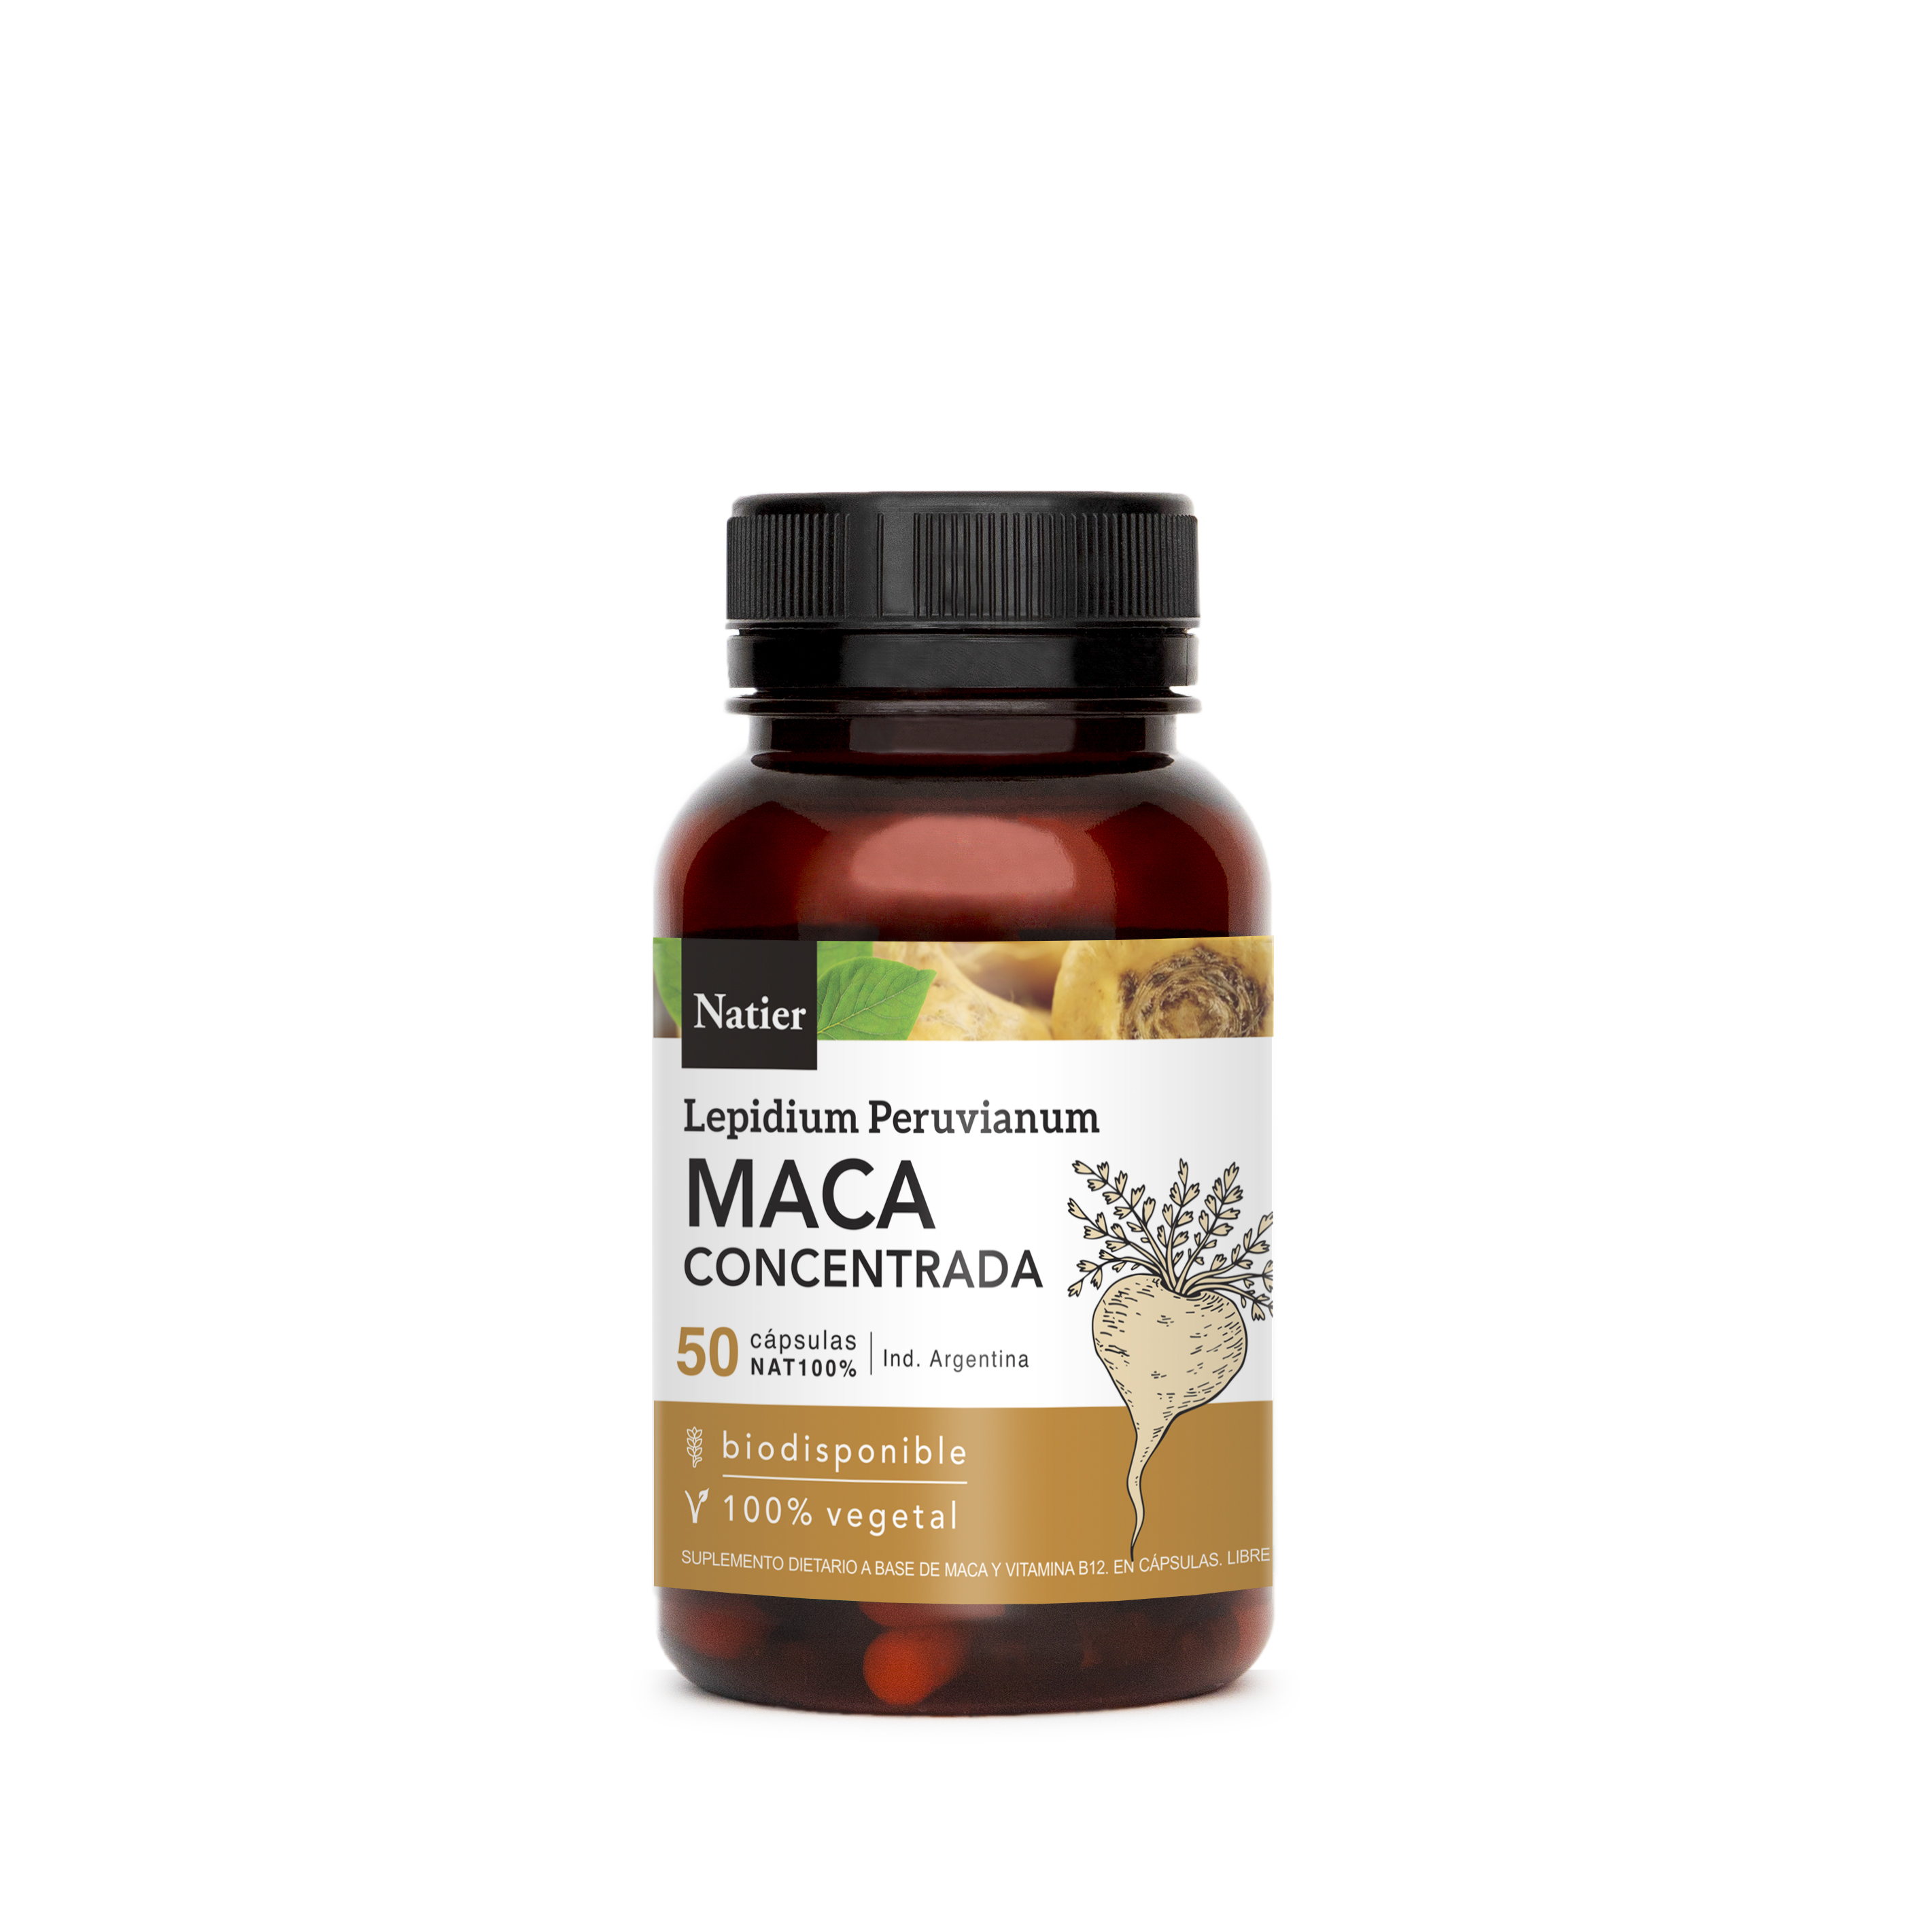 Natier
Lepidium Peruvianum
MACA
CONCENTRADA
50 cápsulas
NAT100%
Ind. Argentina
biodisponible
100% vegetal
SUPLEMENTO DIETARIO A BASE DE MACA Y VITAMINA B12. EN CÁPSULAS. LIBRE